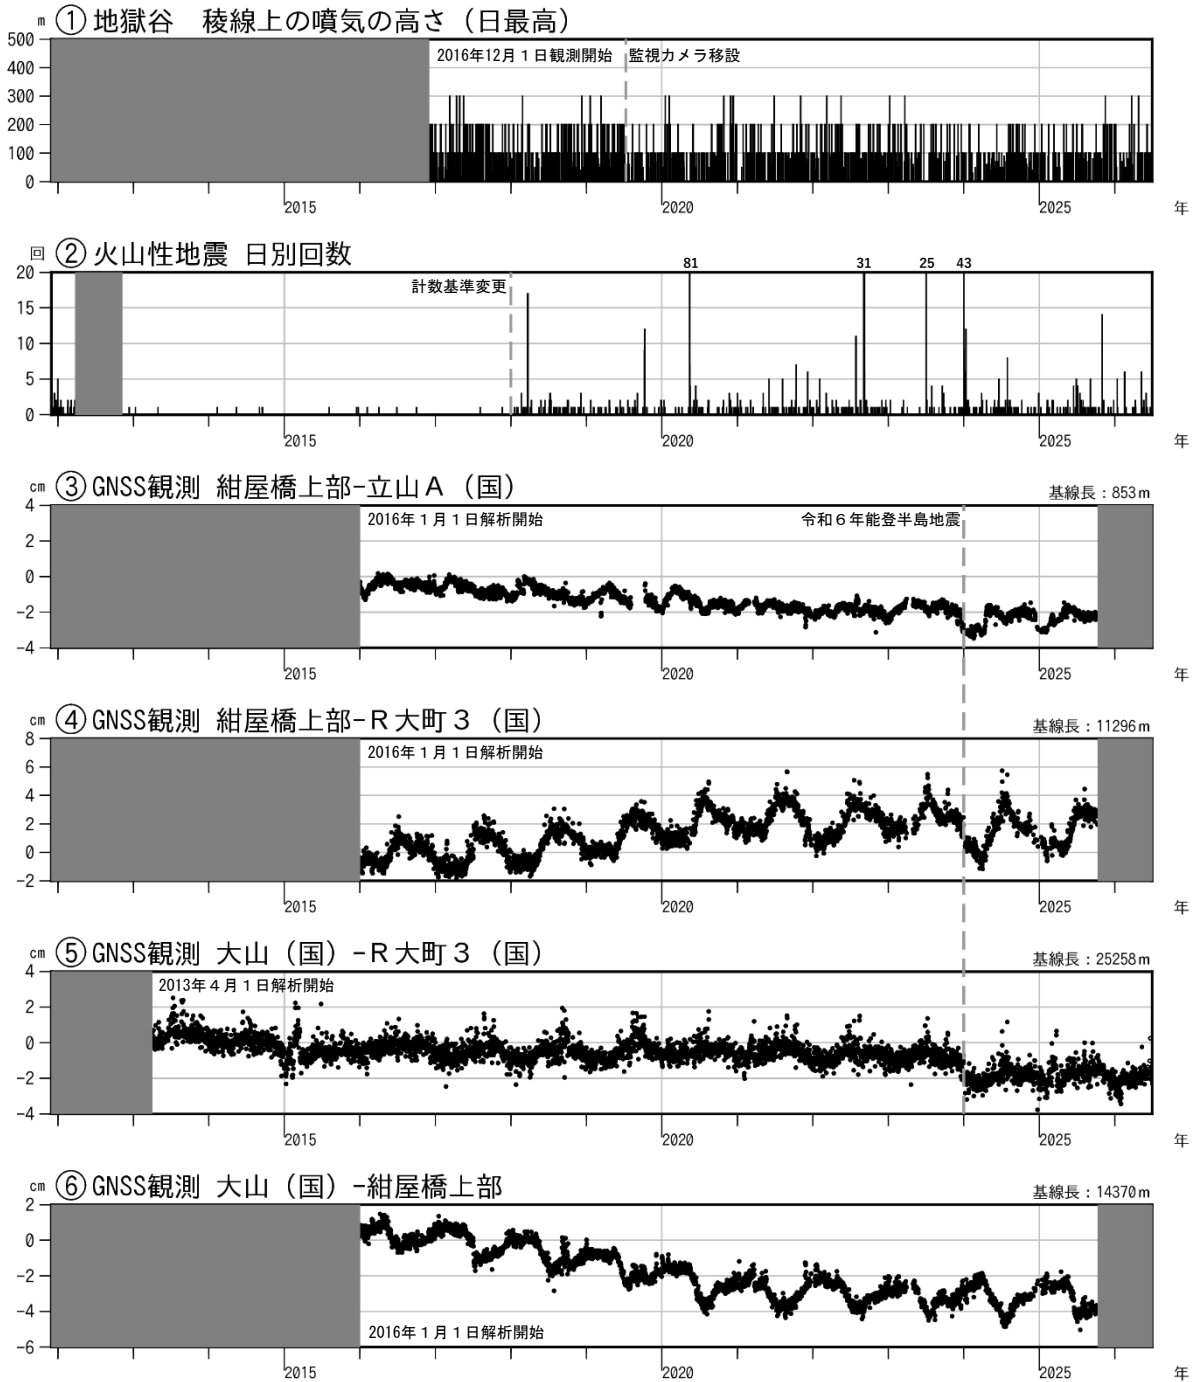 m ① 地獄谷 稜線上の噴気の高さ（日最高）
500
400
300
200
100
0
2016年12月１日観測開始
監視カメラ移設
2015
2020
2025
年
回 ② 火山性地震 日別回数
81
31
25
43
20
15
10
5
0
計数基準変更
2015
2020
2025
年
cm ③ GNSS観測 紺屋橋上部-立山Ａ（国）
基線長：853m
4
2
0
-2
-4
2016年１月１日解析開始
令和６年能登半島地震
2015
2020
2025
年
cm ④ GNSS観測 紺屋橋上部-Ｒ大町３（国）
基線長：11296m
8
6
4
2
0
-2
2016年１月１日解析開始
2015
2020
2025
年
cm ⑤ GNSS観測 大山（国）-Ｒ大町３（国）
基線長：25258m
4
2
0
-2
-4
2013年４月１日解析開始
2015
2020
2025
年
cm ⑥ GNSS観測 大山（国）-紺屋橋上部
基線長：14370m
2
0
-2
-4
-6
2016年１月１日解析開始
2015
2020
2025
年